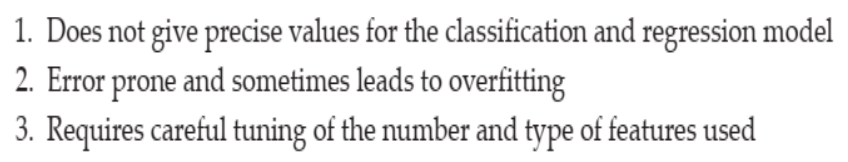 1. Does not give precise values for the classification and regression model
2. Error prone and sometimes leads to overfitting
3. Requires careful tuning of the number and type of features used